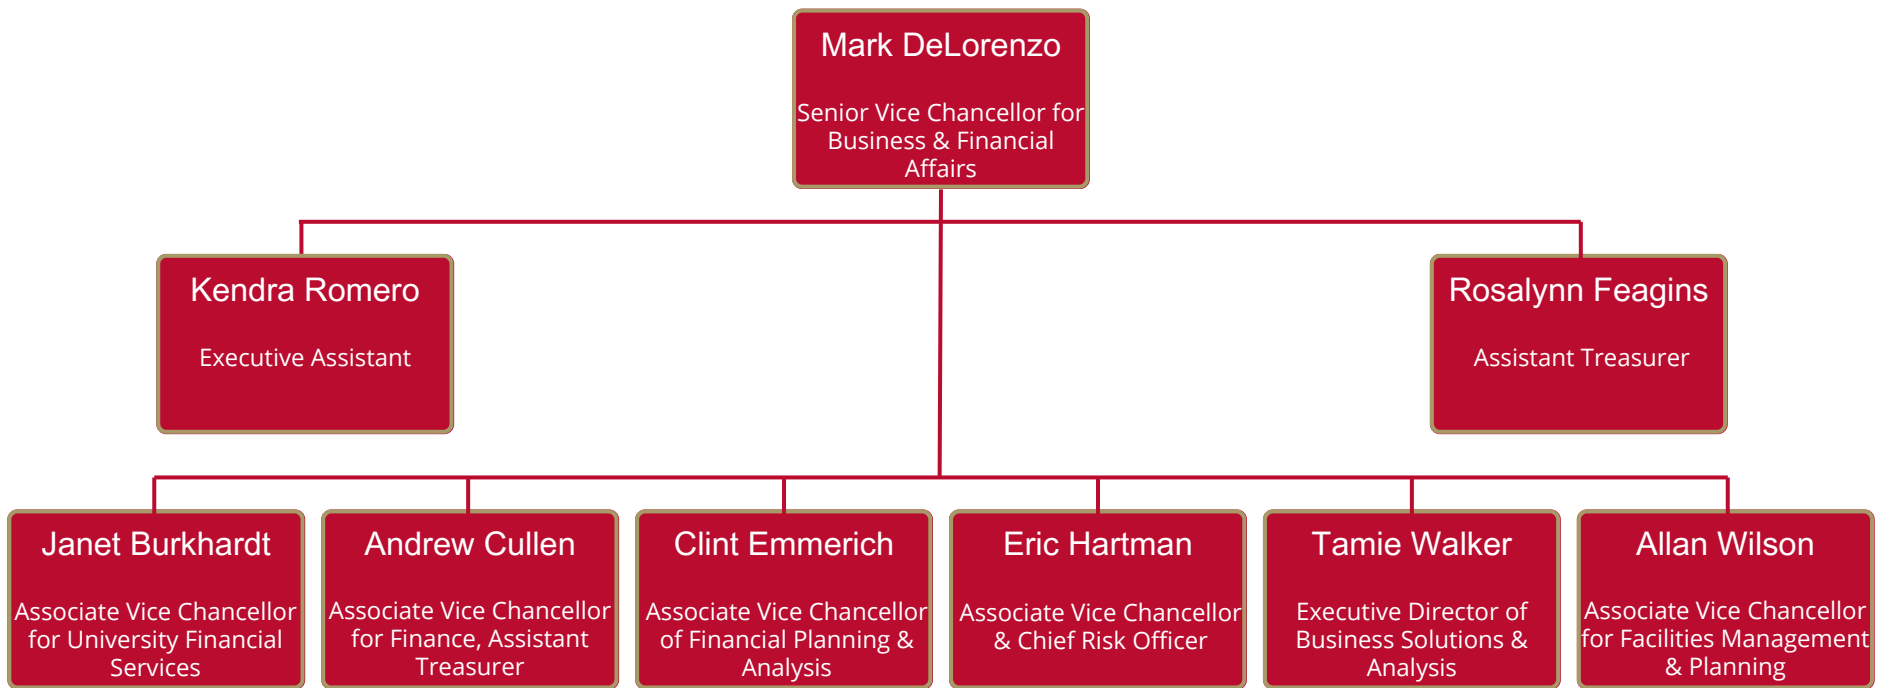 Mark DeLorenzo
Senior Vice Chancellor for
Business & Financial
Affairs
Kendra Romero
Executive Assistant
Rosalynn Feagins
Assistant Treasurer
Janet Burkhardt
Associate Vice Chancellor
for University Financial
Services
Andrew Cullen
Associate Vice Chancellor
for Finance, Assistant
Treasurer
Clint Emmerich
Associate Vice Chancellor
of Financial Planning &
Analysis
Eric Hartman
Associate Vice Chancellor
& Chief Risk Officer
Tamie Walker
Executive Director of
Business Solutions &
Analysis
Allan Wilson
Associate Vice Chancellor
for Facilities Management
& Planning